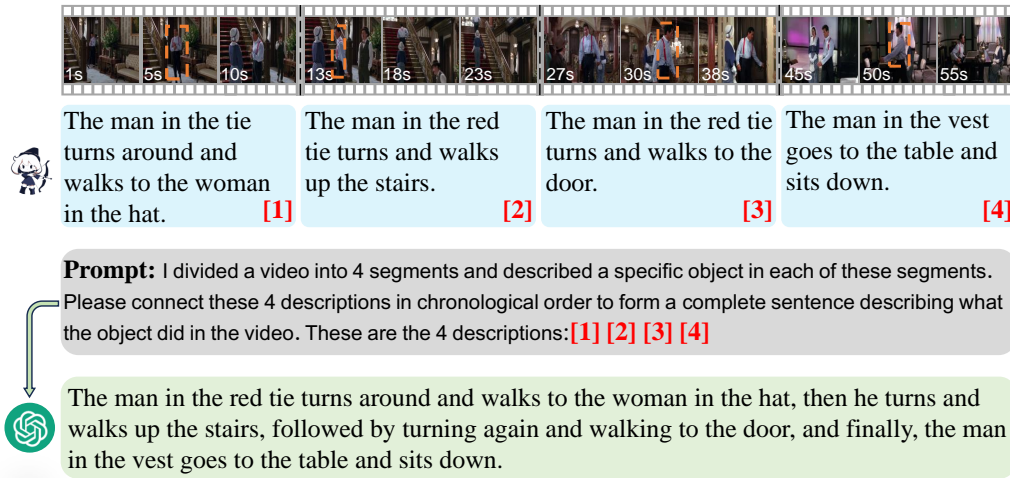 1s 5s 10s 13s 18s 23s 27s 30s 38s 45s 50s 55s
The man in the tie
turns around and
walks to the woman
in the hat. [1]
The man in the red
tie turns and walks
up the stairs.
[2]
The man in the red tie
turns and walks to the
door.
[3]
The man in the vest
goes to the table and
sits down.
[4]
Prompt: I divided a video into 4 segments and described a specific object in each of these segments.
Please connect these 4 descriptions in chronological order to form a complete sentence describing what
the object did in the video. These are the 4 descriptions:[1] [2] [3] [4]
The man in the red tie turns around and walks to the woman in the hat, then he turns and
walks up the stairs, followed by turning again and walking to the door, and finally, the man
in the vest goes to the table and sits down.